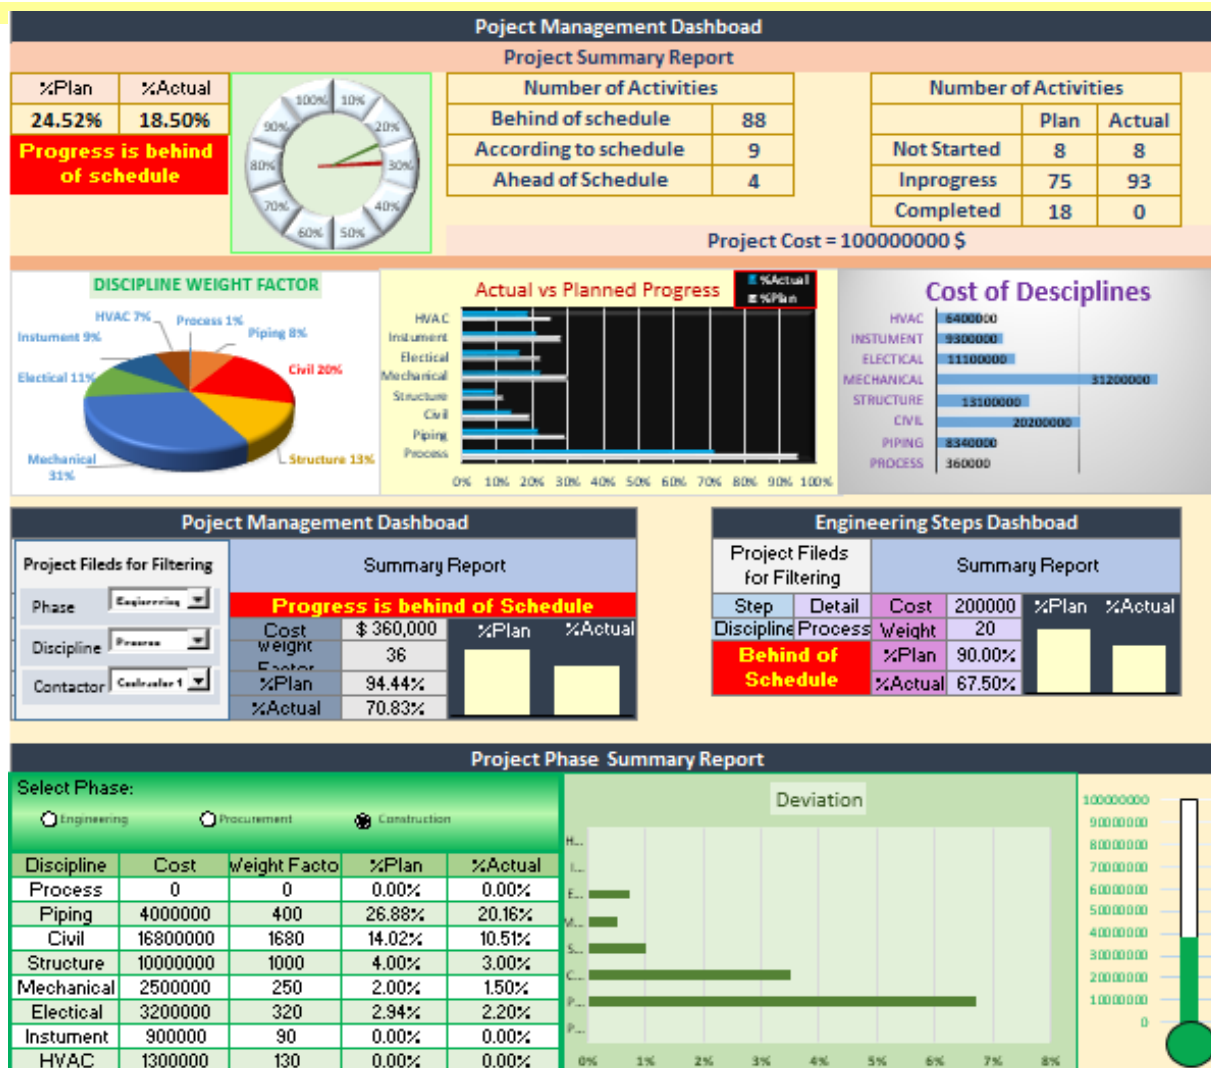 Poject Management Dashboad
Project Summary Report
%Plan %Actual
24.52% 18.50%
Progress is behind
of schedule
100% 10%
90% 20%
80% 30%
70% 40%
60% 50%
Number of Activities
Behind of schedule 88
According to schedule 9
Ahead of Schedule 4
Number of Activities
Plan Actual
Not Started 8 8
Inprogress 75 93
Completed 18 0
Project Cost = 100000000 $
DISCIPLINE WEIGHT FACTOR
HVAC 7%
Process 1%
Piping 8%
Instument 9%
Civil 20%
Electical 11%
Structure 13%
Mechanical
31%
Actual vs Planned Progress
%Actual
%Plan
HVAC
Instument
Electical
Mechanical
Structure
Civil
Piping
Process
0% 10% 20% 30% 40% 50% 60% 70% 80% 90% 100%
Cost of Desciplines
HVAC 6400000
INSTUMENT 9300000
ELECTICAL 11100000
MECHANICAL 31200000
STRUCTURE 13100000
CIVIL 20200000
PIPING 8340000
PROCESS 360000
Poject Management Dashboad
Project Fileds for Filtering
Phase Engineering
Discipline Process
Contactor Contractor 1
Summary Report
Progress is behind of Schedule
Cost $ 360,000
Weight
Factor 36
%Plan 94.44%
%Actual 70.83%
%Plan %Actual
Engineering Steps Dashboad
Project Fileds
for Filtering
Summary Report
Step Detail Cost 200000 %Plan %Actual
Discipline Process Weight 20
Behind of
Schedule
%Plan 90.00%
%Actual 67.50%
Project Phase Summary Report
Select Phase:
Engineering Procurement Construction
Discipline Cost Weight Facto %Plan %Actual
Process 0 0 0.00% 0.00%
Piping 4000000 400 26.88% 20.16%
Civil 16800000 1680 14.02% 10.51%
Structure 10000000 1000 4.00% 3.00%
Mechanical 2500000 250 2.00% 1.50%
Electical 3200000 320 2.94% 2.20%
Instument 900000 90 0.00% 0.00%
HVAC 1300000 130 0.00% 0.00%
Deviation
H...
I...
E...
M...
S...
C...
P...
P...
0% 1% 2% 3% 4% 5% 6% 7% 8%
100000000
90000000
80000000
70000000
60000000
50000000
40000000
30000000
20000000
10000000
0